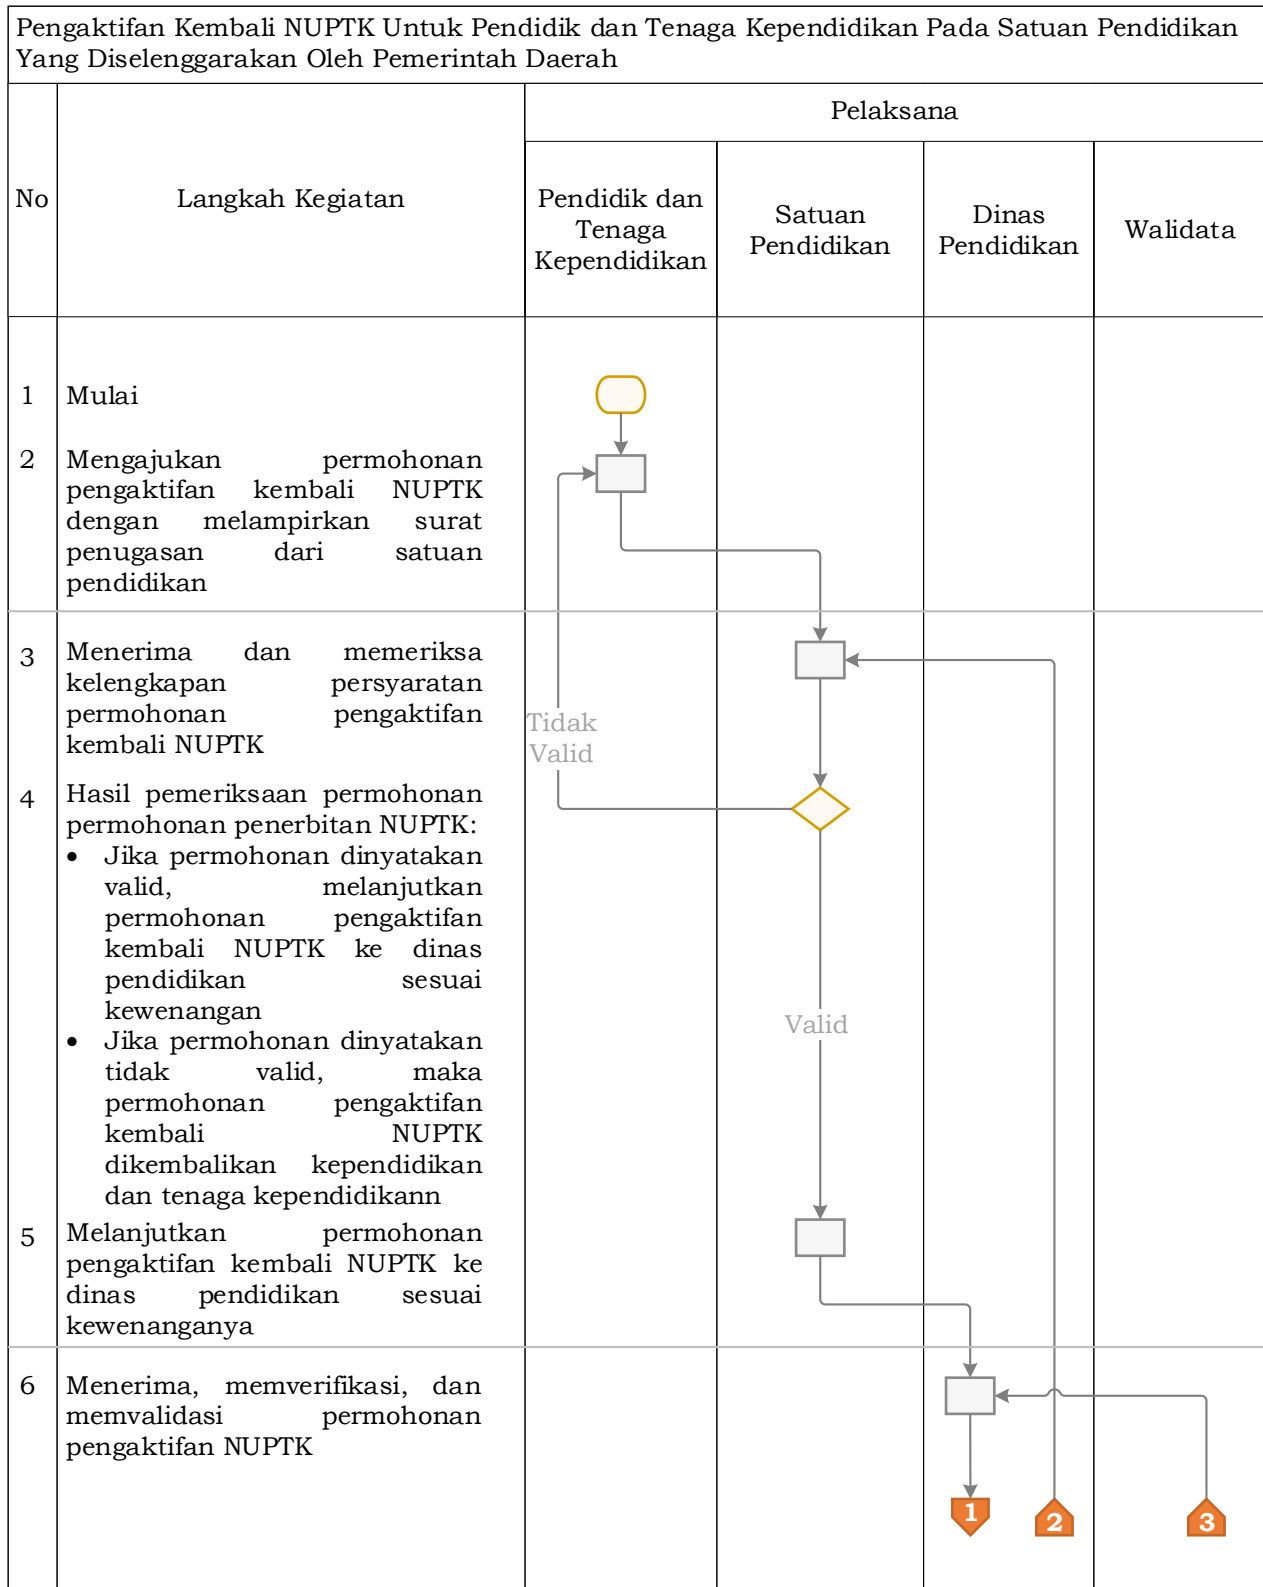 Pengaktifan Kembali NUPTK Untuk Pendidik dan Tenaga Kependidikan Pada Satuan Pendidikan
Yang Diselenggarakan Oleh Pemerintah Daerah
No
Langkah Kegiatan
Pelaksana
Pendidik dan
Tenaga
Kependidikan
Satuan
Pendidikan
Dinas
Pendidikan
Walidata
1
Mulai
2
Mengajukan permohonan
pengaktifan kembali NUPTK
dengan melampirkan surat
penugasan dari satuan
pendidikan
3
Menerima dan memeriksa
kelengkapan persyaratan
permohonan pengaktifan
kembali NUPTK
Tidak
Valid
4
Hasil pemeriksaan permohonan
permohonan penerbitan NUPTK:
• Jika permohonan dinyatakan
valid, melanjutkan
permohonan pengaktifan
kembali NUPTK ke dinas
pendidikan sesuai
kewenangan
• Jika permohonan dinyatakan
tidak valid, maka
permohonan pengaktifan
kembali NUPTK
dikembalikan kependidikan
dan tenaga kependidikann
Valid
5
Melanjutkan permohonan
pengaktifan kembali NUPTK ke
dinas pendidikan sesuai
kewenanganya
6
Menerima, memverifikasi, dan
memvalidasi permohonan
pengaktifan NUPTK
1
2
3